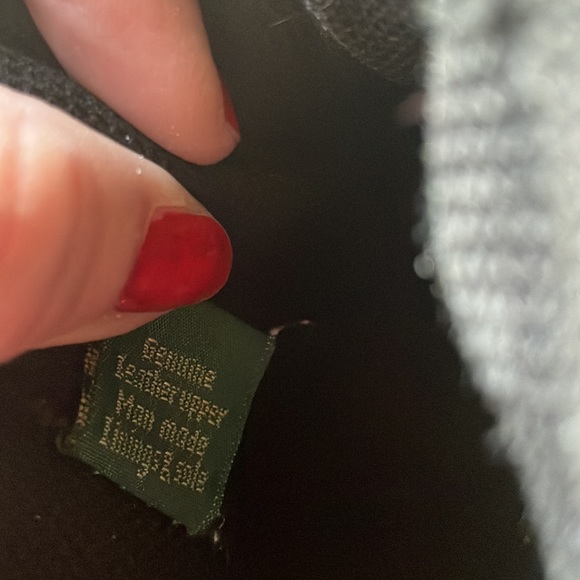 Genuine
Leather upper
Man made
Lining & sole